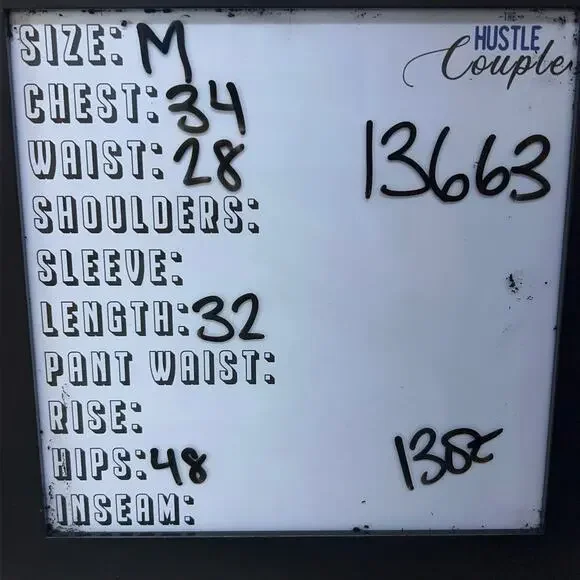 THE
HUSTLE
Couple
SIZE: M
CHEST: 34
WAIST: 28
13663
SHOULDERS:
SLEEVE:
LENGTH: 32
PANT WAIST:
RISE:
HIPS: 48
INSEAM: